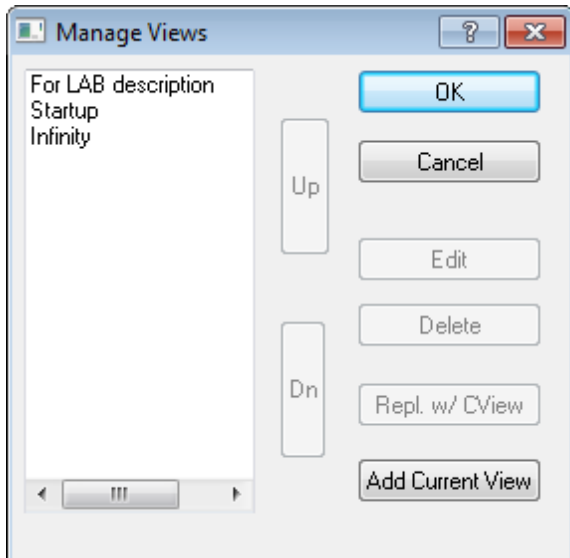 Manage Views
?
For LAB description
Startup
Infinity
Up
Dn
OK
Cancel
Edit
Delete
Repl. w/ CView
Add Current View